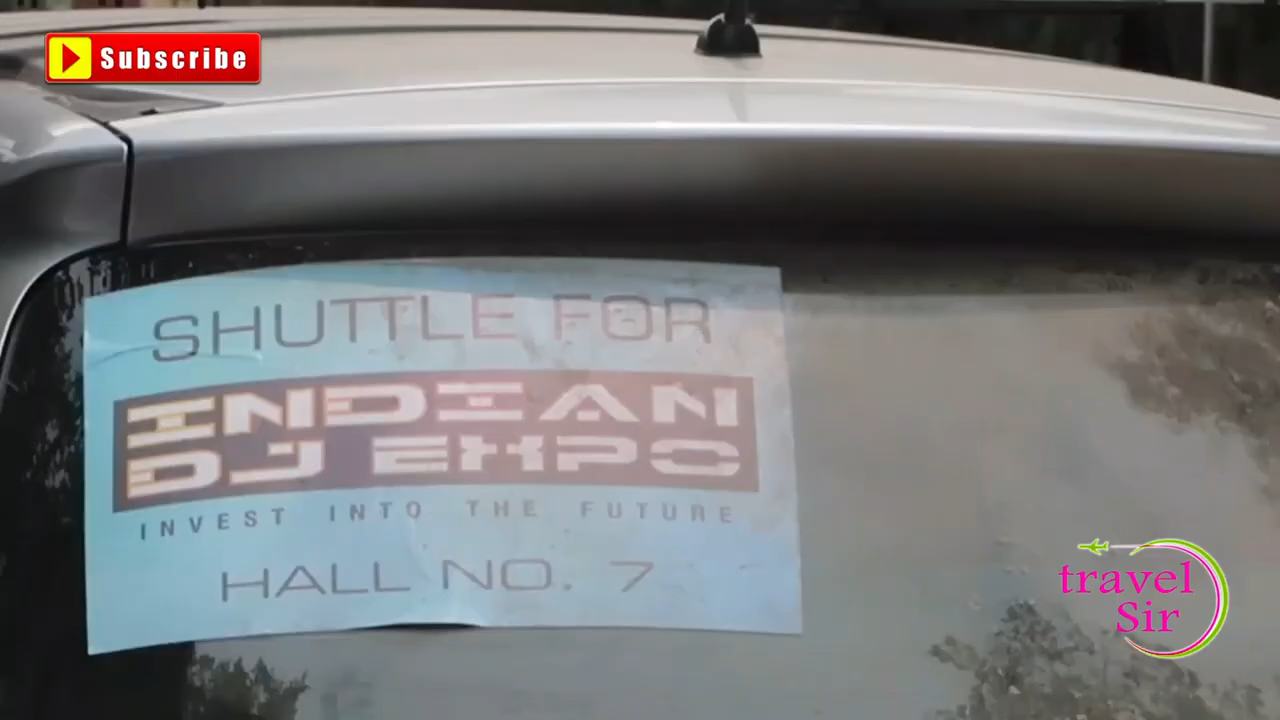 Subscribe
SHUTTLE FOR
INDIAN
DJ EXPO
INVEST INTO THE FUTURE
HALL NO. 7
travel
Sir